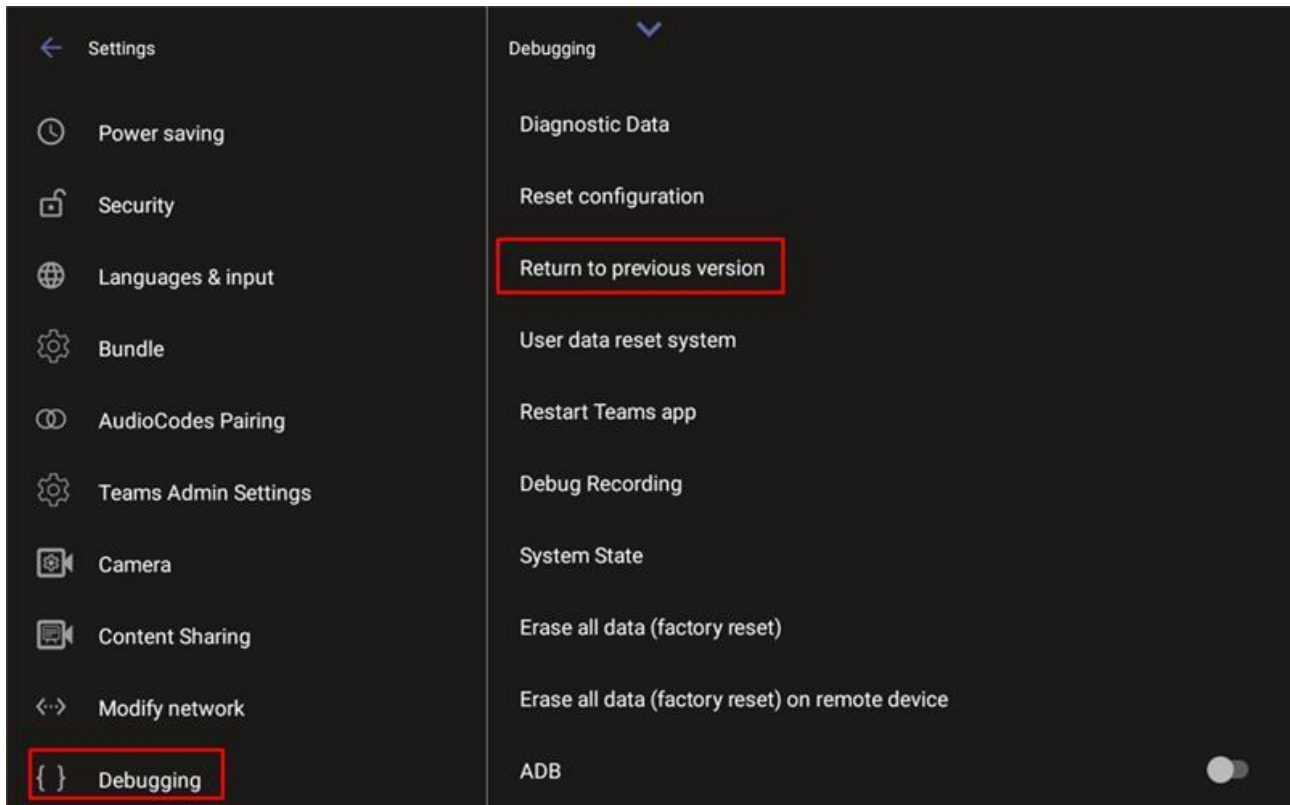 Settings
Power saving
Security
Languages & input
Bundle
AudioCodes Pairing
Teams Admin Settings
Camera
Content Sharing
Modify network
Debugging
Debugging
Diagnostic Data
Reset configuration
Return to previous version
User data reset system
Restart Teams app
Debug Recording
System State
Erase all data (factory reset)
Erase all data (factory reset) on remote device
ADB